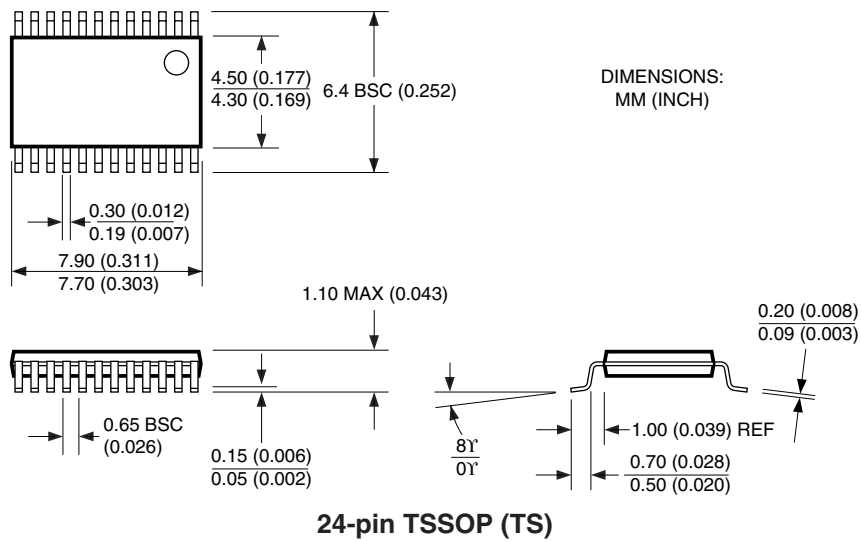 4.50 (0.177)
4.30 (0.169)
6.4 BSC (0.252)
DIMENSIONS:
MM (INCH)
0.30 (0.012)
0.19 (0.007)
7.90 (0.311)
7.70 (0.303)
1.10 MAX (0.043)
0.20 (0.008)
0.09 (0.003)
0.65 BSC
(0.026)
0.15 (0.006)
0.05 (0.002)
8ϒ
0ϒ
1.00 (0.039) REF
0.70 (0.028)
0.50 (0.020)
24-pin TSSOP (TS)